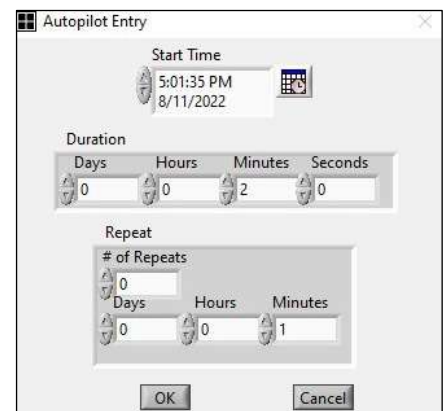 Autopilot Entry
Start Time
5:01:35 PM
8/11/2022
Duration
Days Hours Minutes Seconds
0 0 2 0
Repeat
# of Repeats
0
Days Hours Minutes
0 0 1
OK Cancel